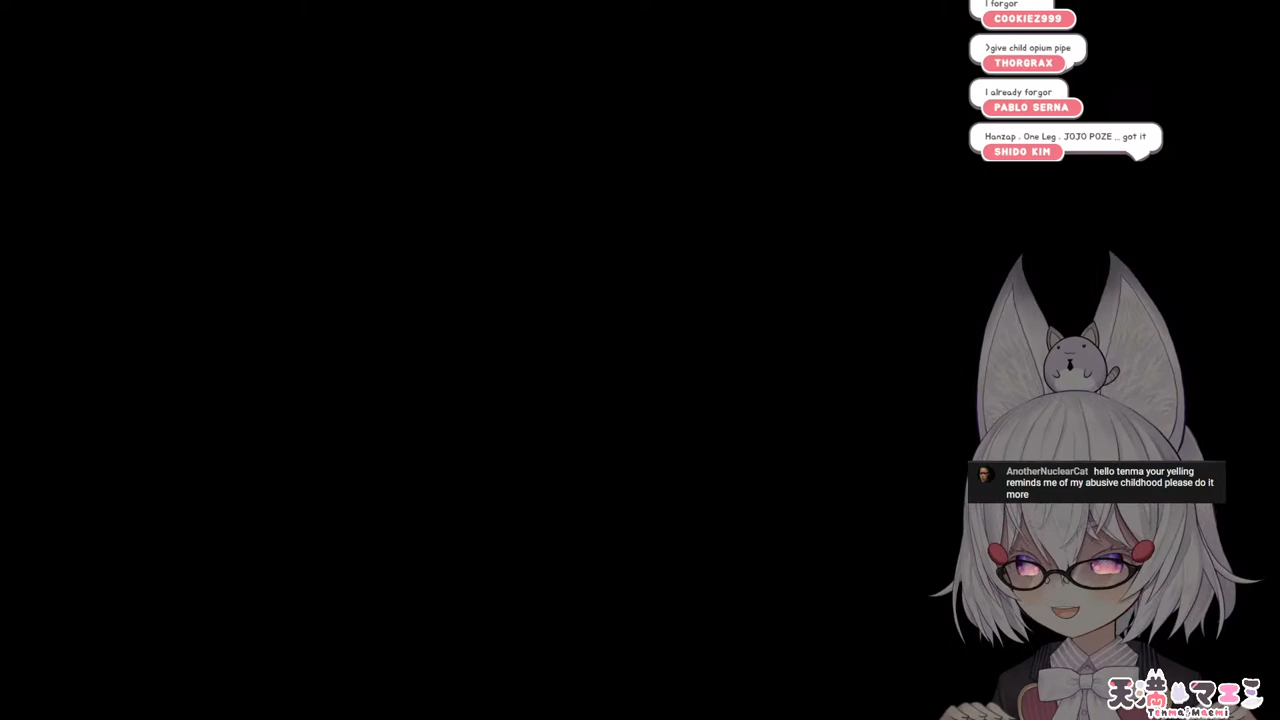 I forgor
COOKIEZ999
>give child opium pipe
THORGRAX
I already forgor
PABLO SERNA
Hanzap . One Leg . JOJO POZE ... got it
SHIDO KIM
AnotherNuclearCat hello tenma your yelling
reminds me of my abusive childhood please do it
more
天満マエミ
Tenma Maemi